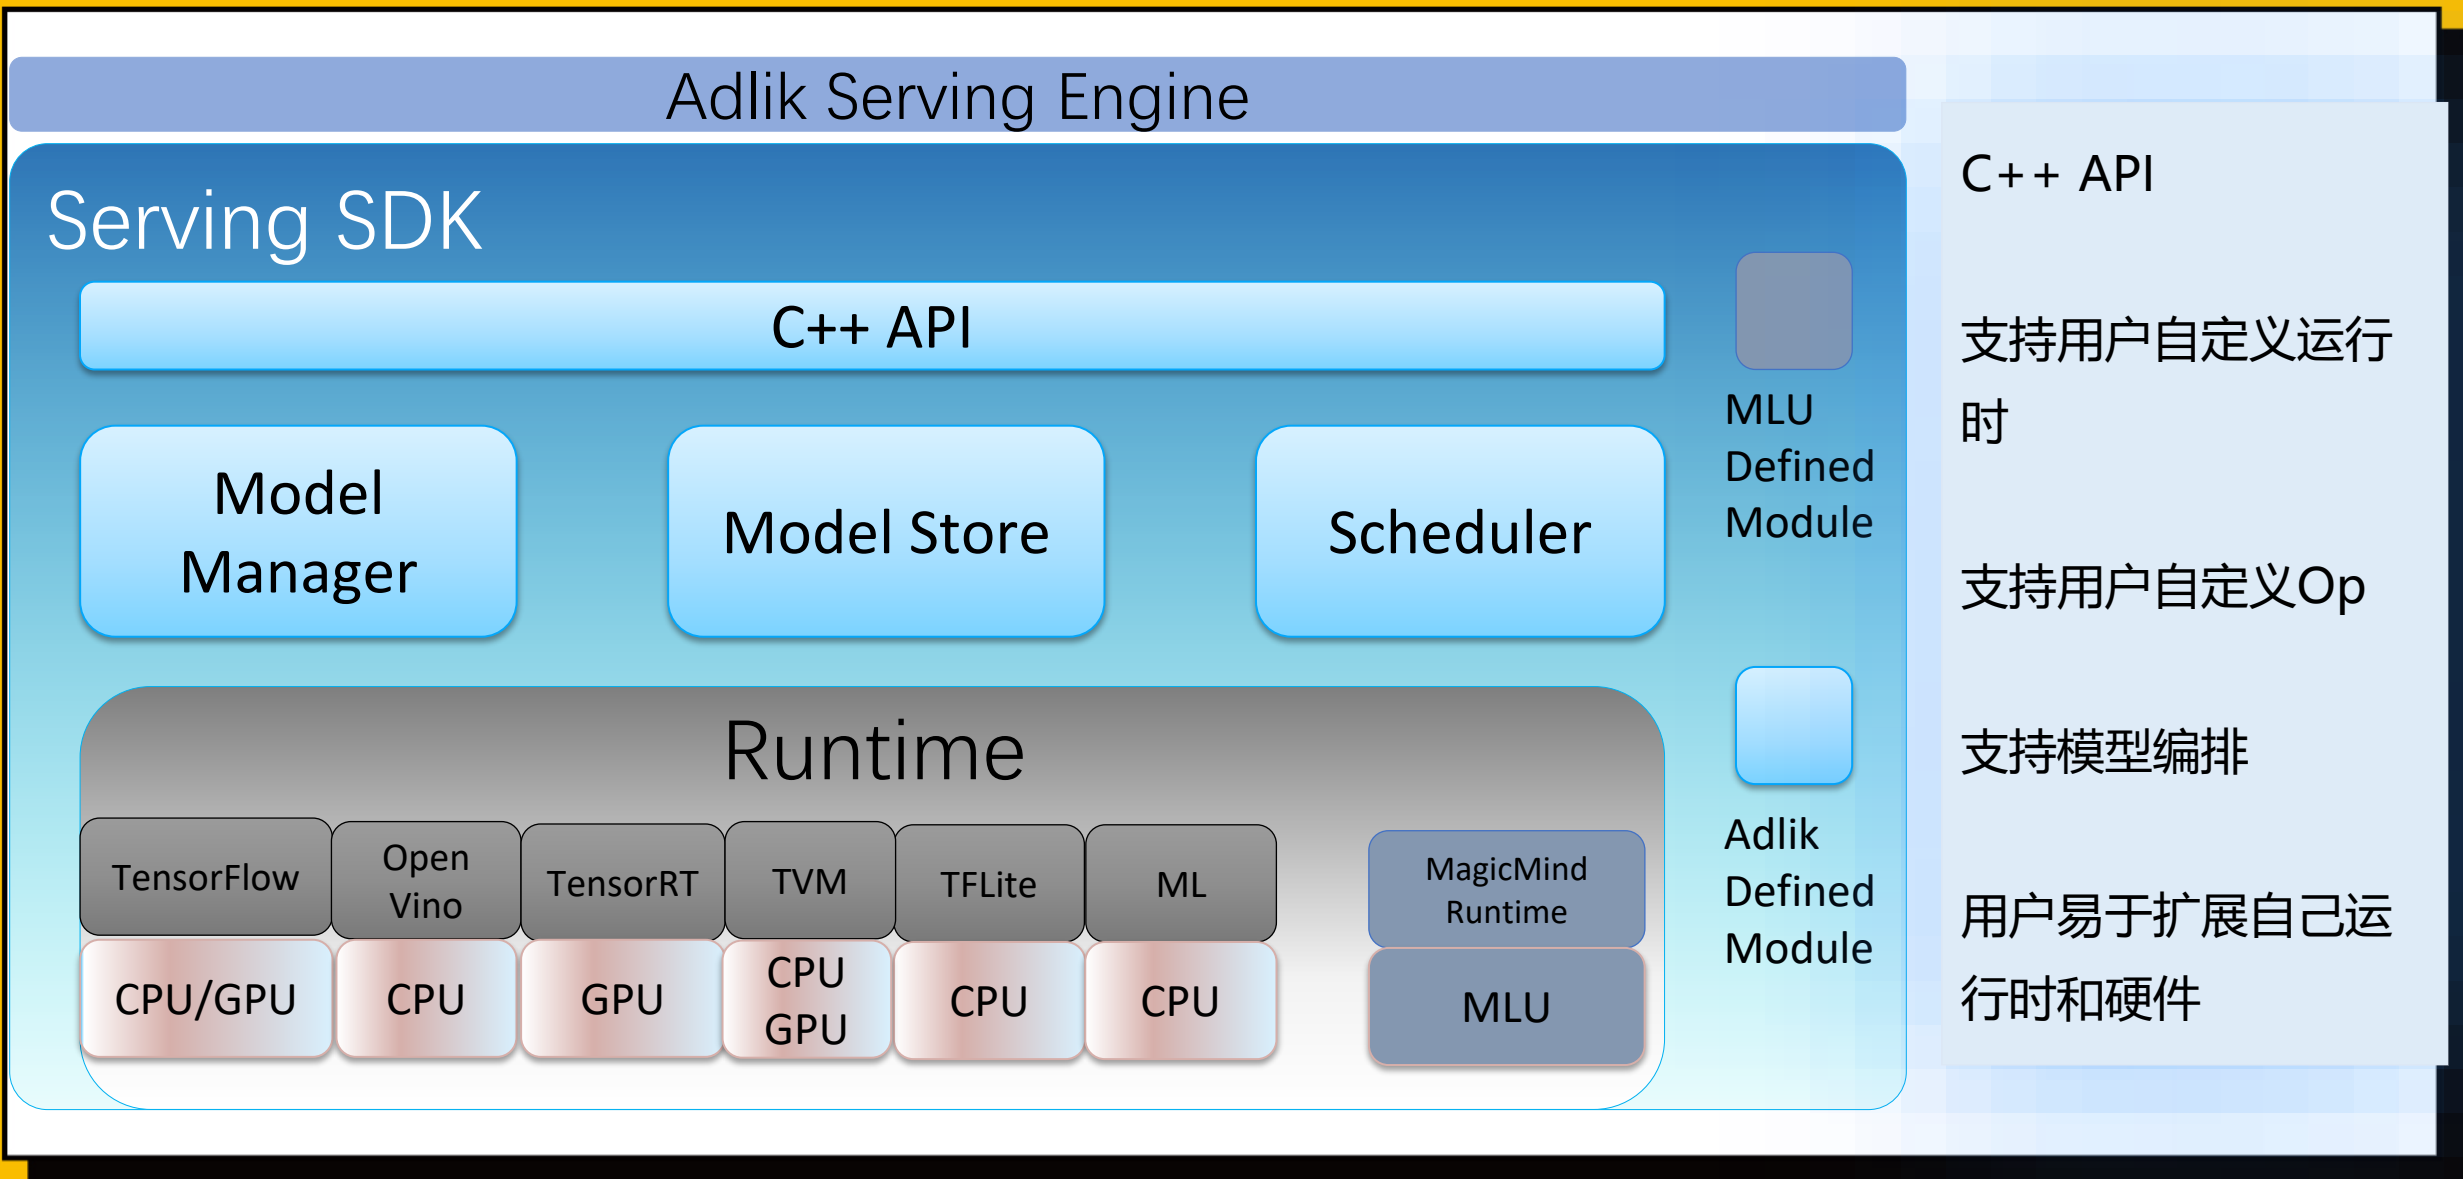 Adlik Serving Engine
Serving SDK
C++ API
Model
Manager
Model Store
Scheduler
MLU
Defined
Module
Adlik
Defined
Module
Runtime
TensorFlow
Open
Vino
TensorRT
TVM
TFLite
ML
MagicMind
Runtime
CPU/GPU
CPU
GPU
CPU
GPU
CPU
CPU
MLU
C++ API
支持用户自定义运行
时
支持用户自定义Op
支持模型编排
用户易于扩展自己运
行时和硬件